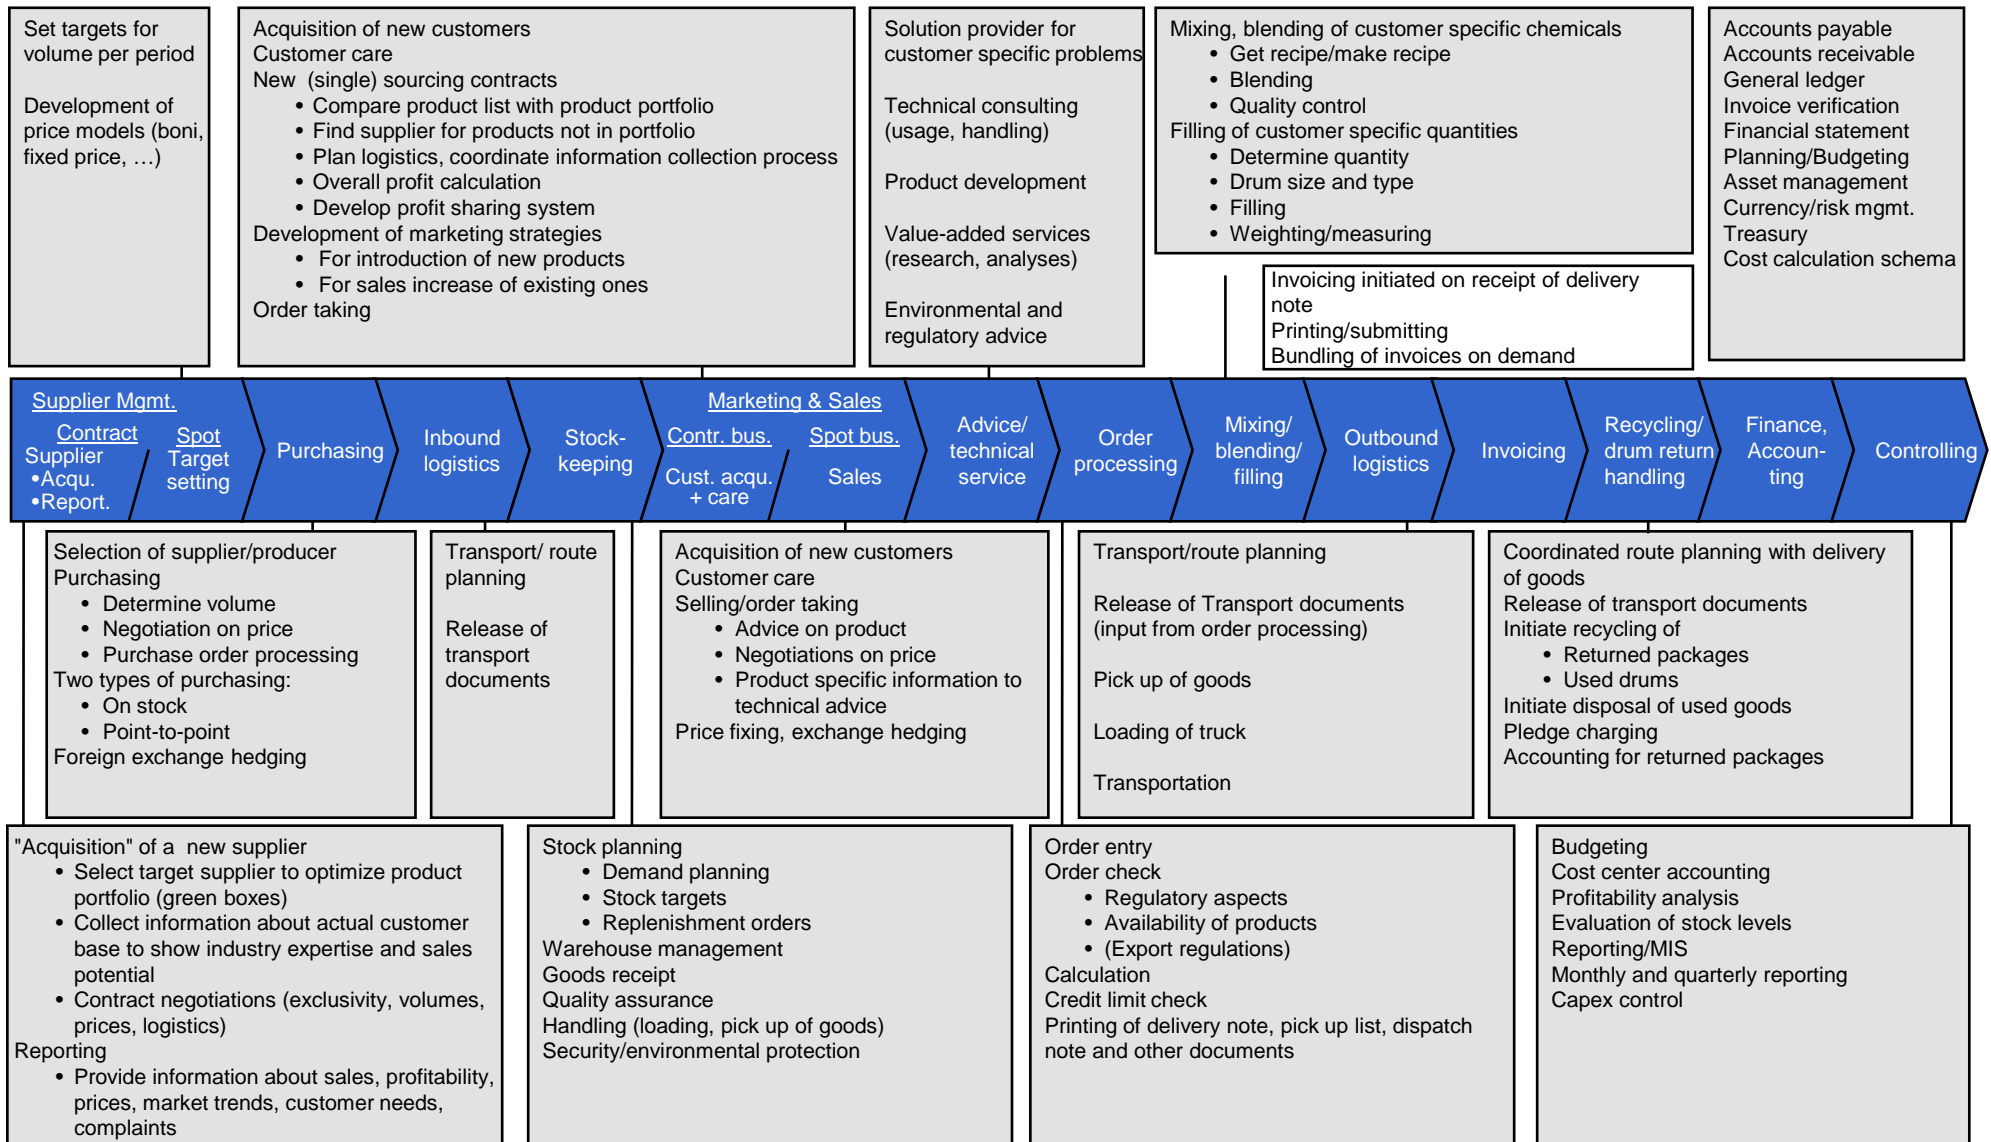 Set targets for
volume per period
Development of
price models (boni,
fixed price, …)
Acquisition of new customers
Customer care
New (single) sourcing contracts
• Compare product list with product portfolio
• Find supplier for products not in portfolio
• Plan logistics, coordinate information collection process
• Overall profit calculation
• Develop profit sharing system
Development of marketing strategies
• For introduction of new products
• For sales increase of existing ones
Order taking
Solution provider for
customer specific problems
Technical consulting
(usage, handling)
Product development
Value-added services
(research, analyses)
Environmental and
regulatory advice
Mixing, blending of customer specific chemicals
• Get recipe/make recipe
• Blending
• Quality control
Filling of customer specific quantities
• Determine quantity
• Drum size and type
• Filling
• Weighting/measuring
Invoicing initiated on receipt of delivery
note
Printing/submitting
Bundling of invoices on demand
Accounts payable
Accounts receivable
General ledger
Invoice verification
Financial statement
Planning/Budgeting
Asset management
Currency/risk mgmt.
Treasury
Cost calculation schema
Supplier Mgmt.
Contract
Supplier
•Acqu.
•Report.
Spot
Target
setting
Purchasing
Inbound
logistics
Stock-
keeping
Marketing & Sales
Contr. bus.
Cust. acqu.
+ care
Spot bus.
Sales
Advice/
technical
service
Order
processing
Mixing/
blending/
filling
Outbound
logistics
Invoicing
Recycling/
drum return
handling
Finance,
Accoun-
ting
Controlling
Selection of supplier/producer
Purchasing
• Determine volume
• Negotiation on price
• Purchase order processing
Two types of purchasing:
• On stock
• Point-to-point
Foreign exchange hedging
Transport/ route
planning
Release of
transport
documents
Acquisition of new customers
Customer care
Selling/order taking
• Advice on product
• Negotiations on price
• Product specific information to
technical advice
Price fixing, exchange hedging
Transport/route planning
Release of Transport documents
(input from order processing)
Pick up of goods
Loading of truck
Transportation
Coordinated route planning with delivery
of goods
Release of transport documents
Initiate recycling of
• Returned packages
• Used drums
Initiate disposal of used goods
Pledge charging
Accounting for returned packages
"Acquisition" of a new supplier
• Select target supplier to optimize product
portfolio (green boxes)
• Collect information about actual customer
base to show industry expertise and sales
potential
• Contract negotiations (exclusivity, volumes,
prices, logistics)
Reporting
• Provide information about sales, profitability,
prices, market trends, customer needs,
complaints
Stock planning
• Demand planning
• Stock targets
• Replenishment orders
Warehouse management
Goods receipt
Quality assurance
Handling (loading, pick up of goods)
Security/environmental protection
Order entry
Order check
• Regulatory aspects
• Availability of products
• (Export regulations)
Calculation
Credit limit check
Printing of delivery note, pick up list, dispatch
note and other documents
Budgeting
Cost center accounting
Profitability analysis
Evaluation of stock levels
Reporting/MIS
Monthly and quarterly reporting
Capex control